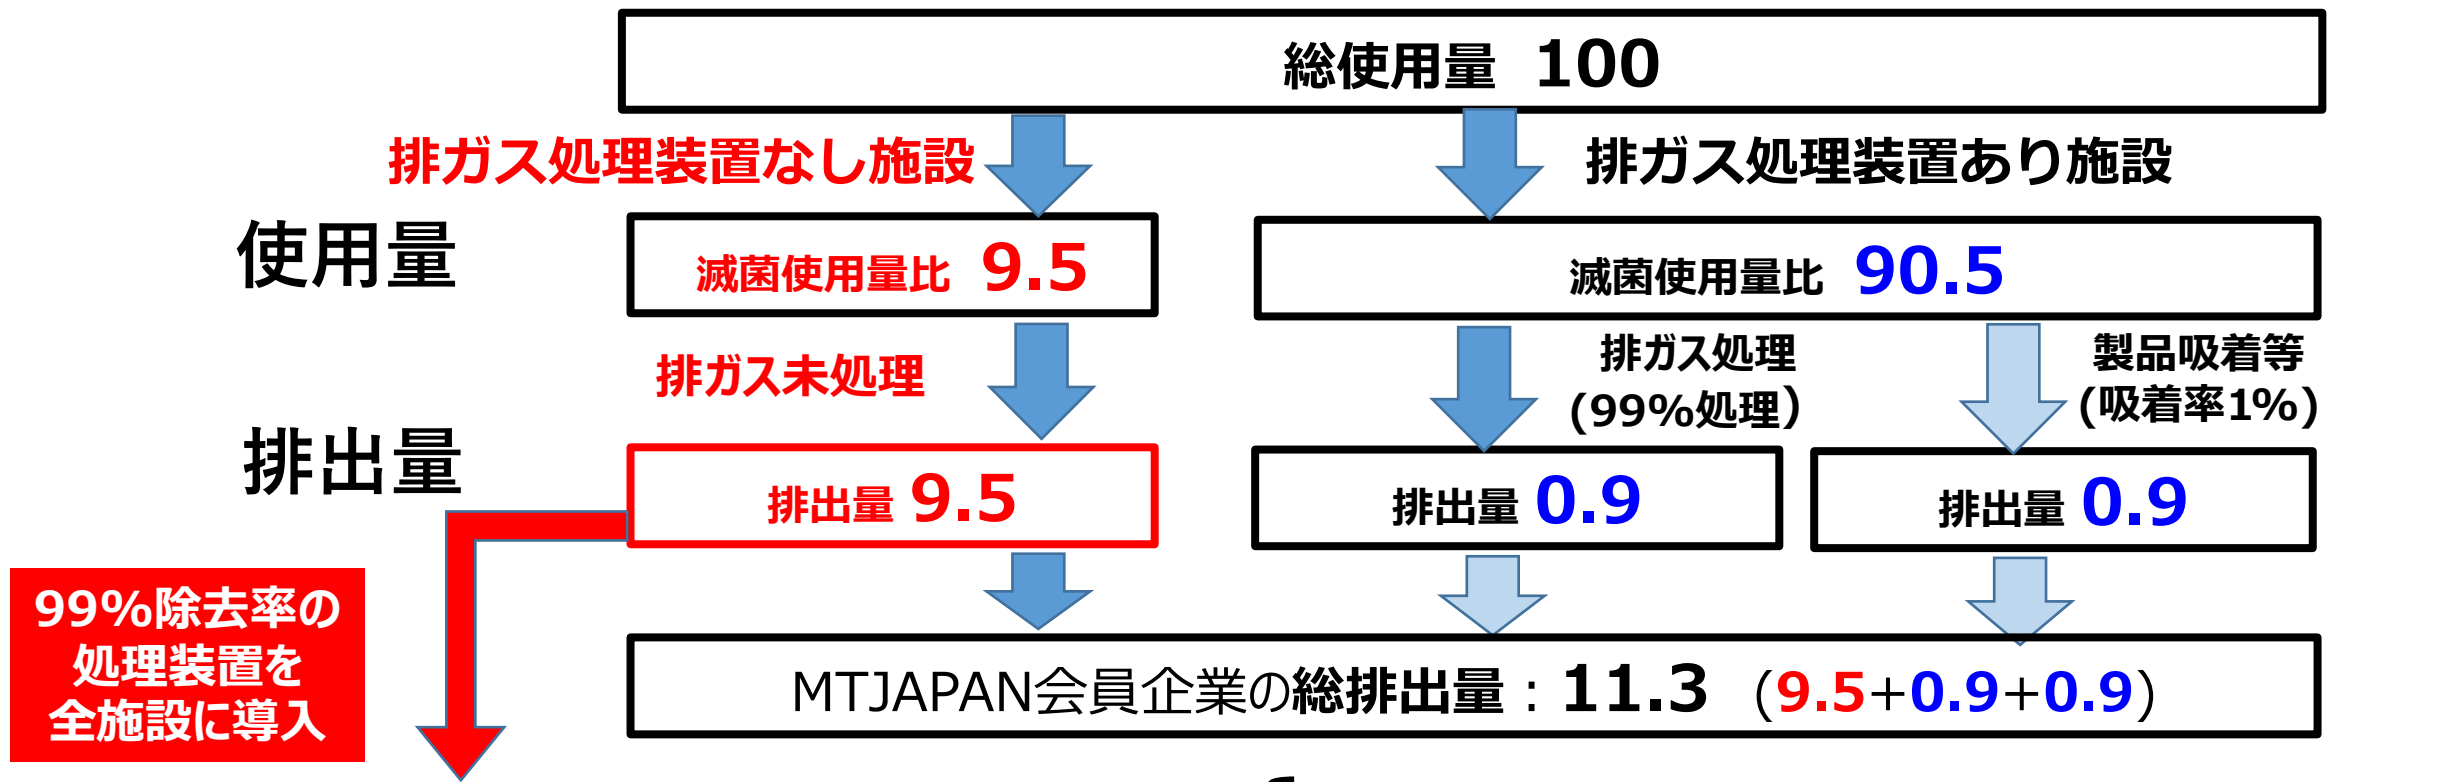 総使用量 100
排ガス処理装置なし施設
排ガス処理装置あり施設
使用量
滅菌使用量比 9.5
滅菌使用量比 90.5
排ガス未処理
排ガス処理
(99%処理)
製品吸着等
(吸着率1%)
排出量
排出量 9.5
排出量 0.9
排出量 0.9
99%除去率の
処理装置を
全施設に導入
MTJAPAN会員企業の総排出量：11.3 (9.5+0.9+0.9)